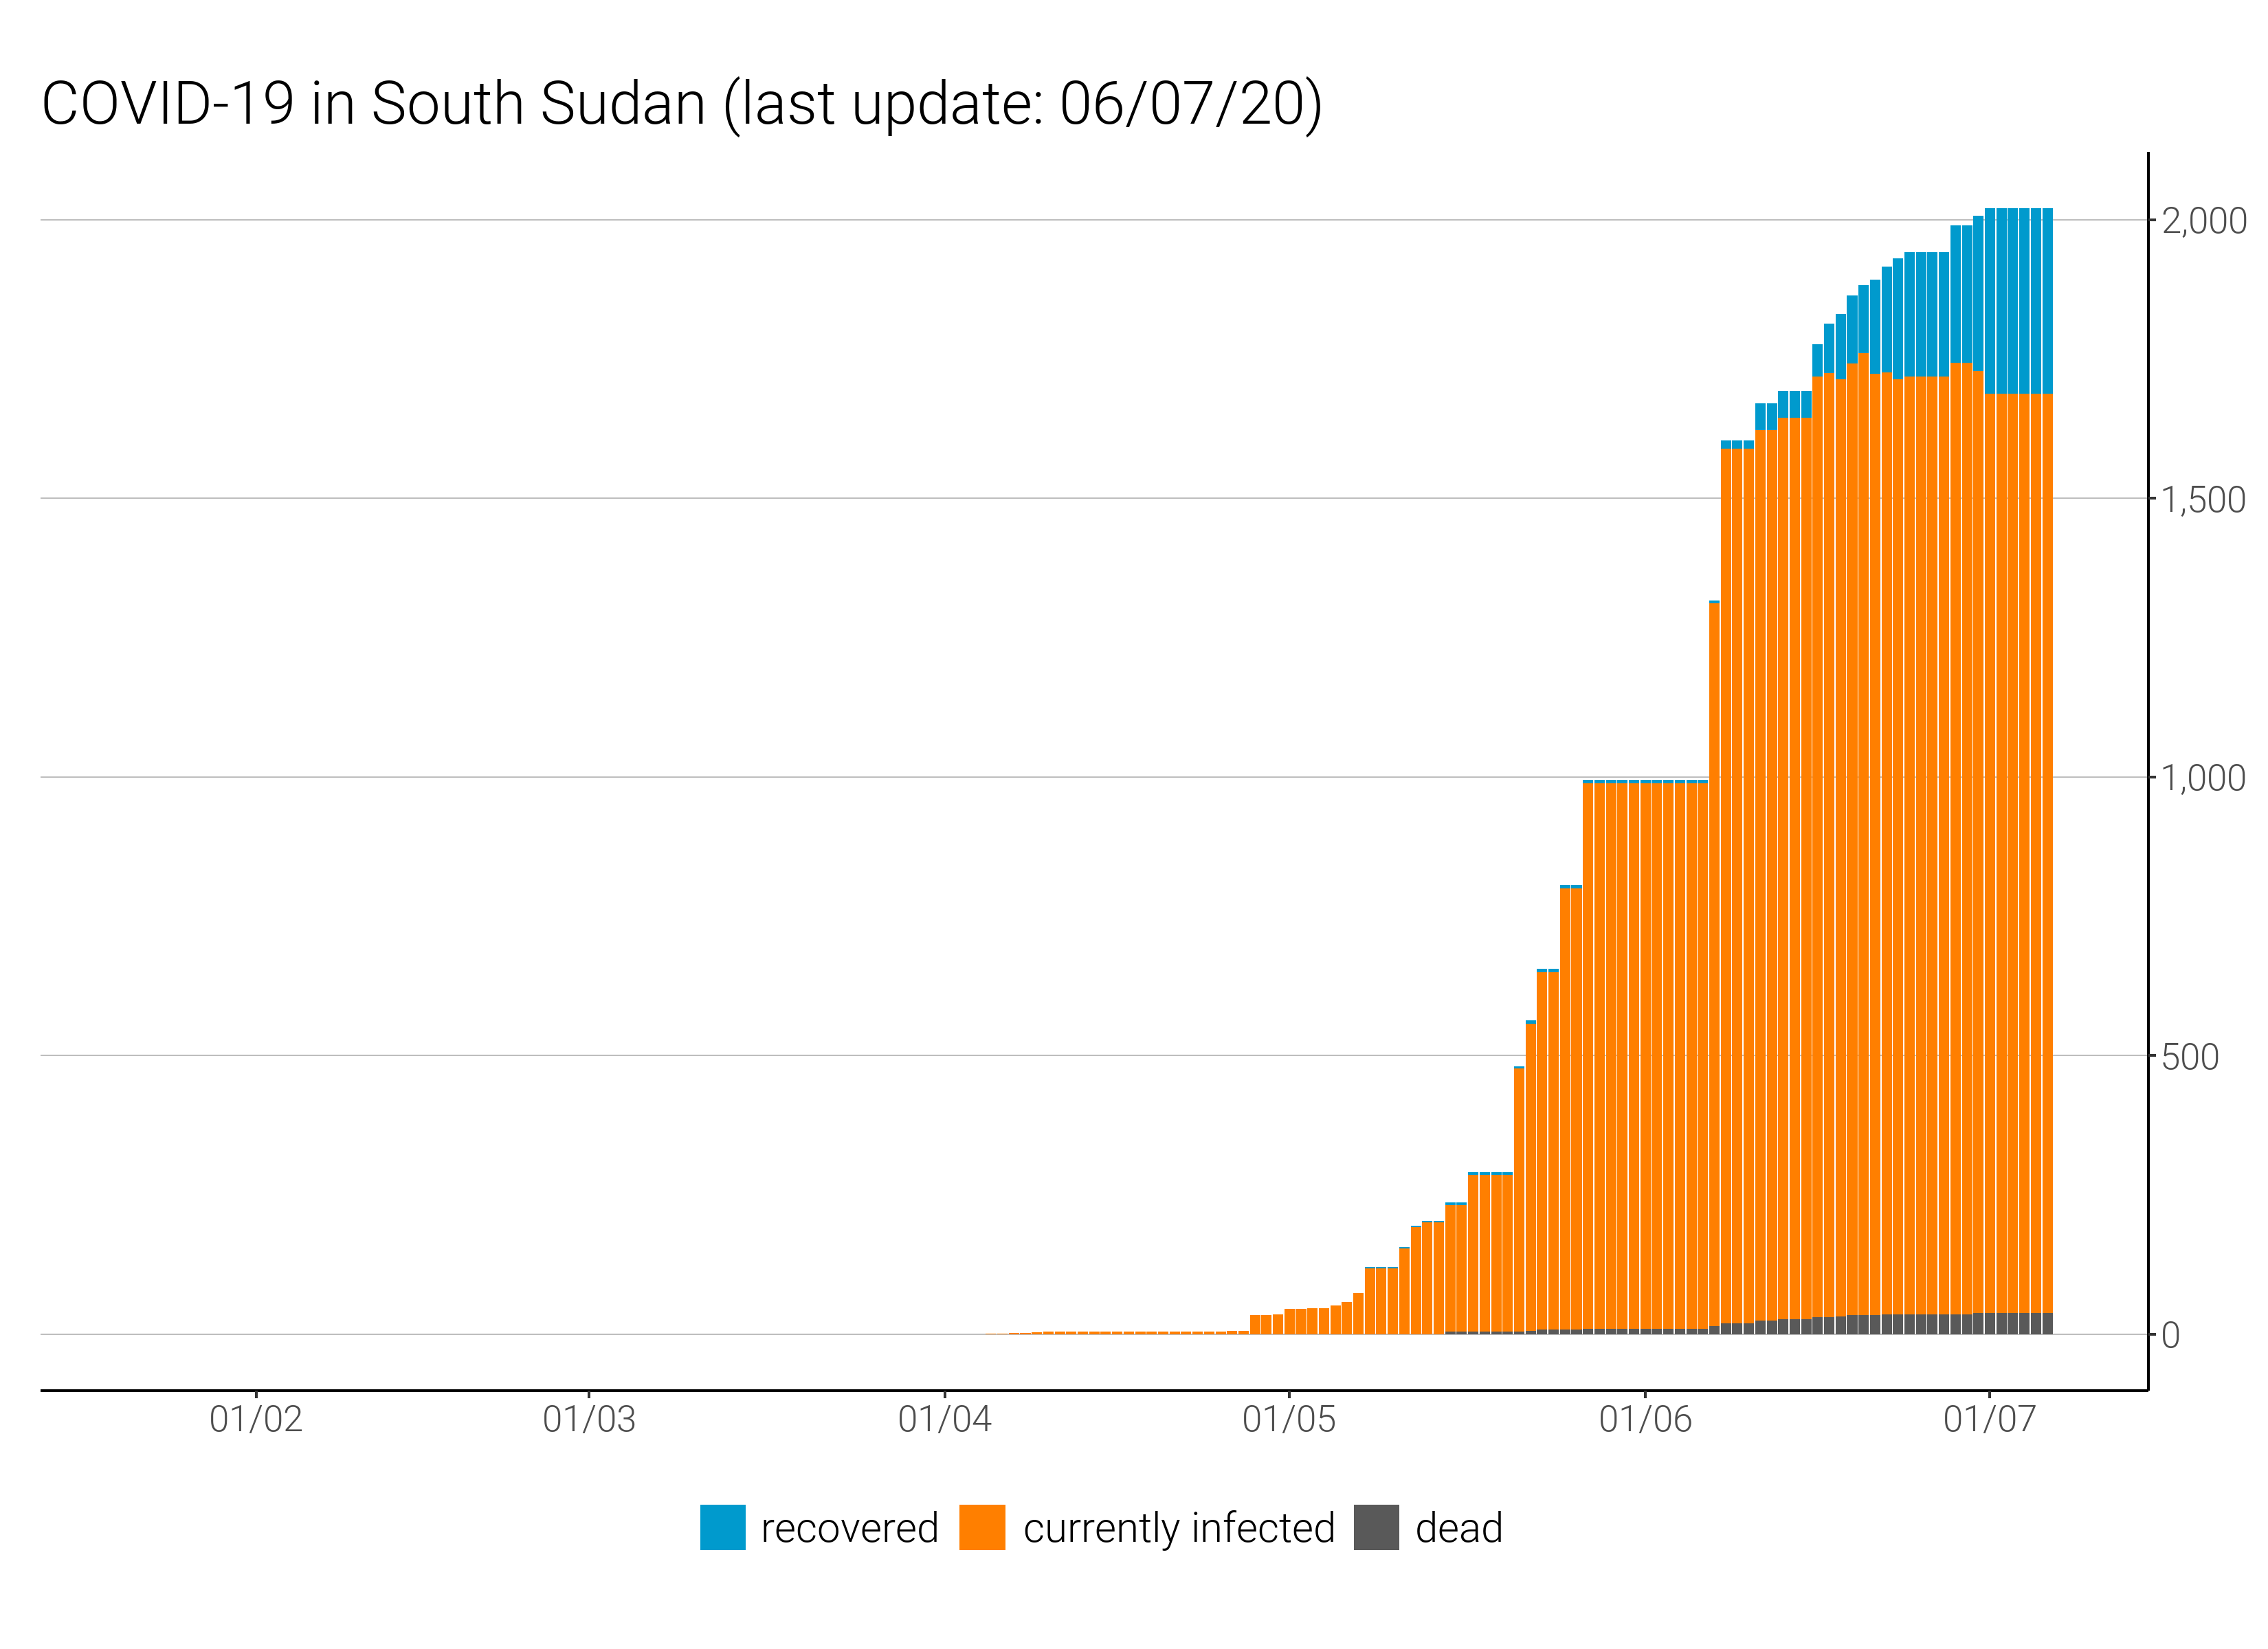 COVID-19 in South Sudan (last update: 06/07/20)
2,000
1,500
1,000
500
0
01/02 01/03 01/04 01/05 01/06 01/07
recovered currently infected dead